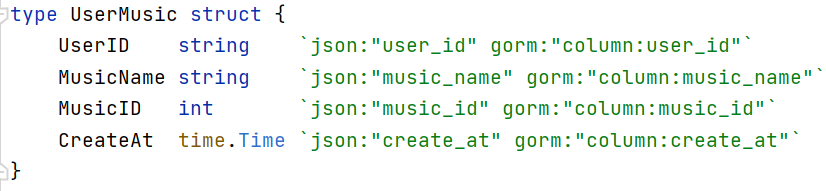 type UserMusic struct {
    UserID    string    `json:"user_id" gorm:"column:user_id"`
    MusicName string    `json:"music_name" gorm:"column:music_name"`
    MusicID   int       `json:"music_id" gorm:"column:music_id"`
    CreateAt  time.Time `json:"create_at" gorm:"column:create_at"`
}